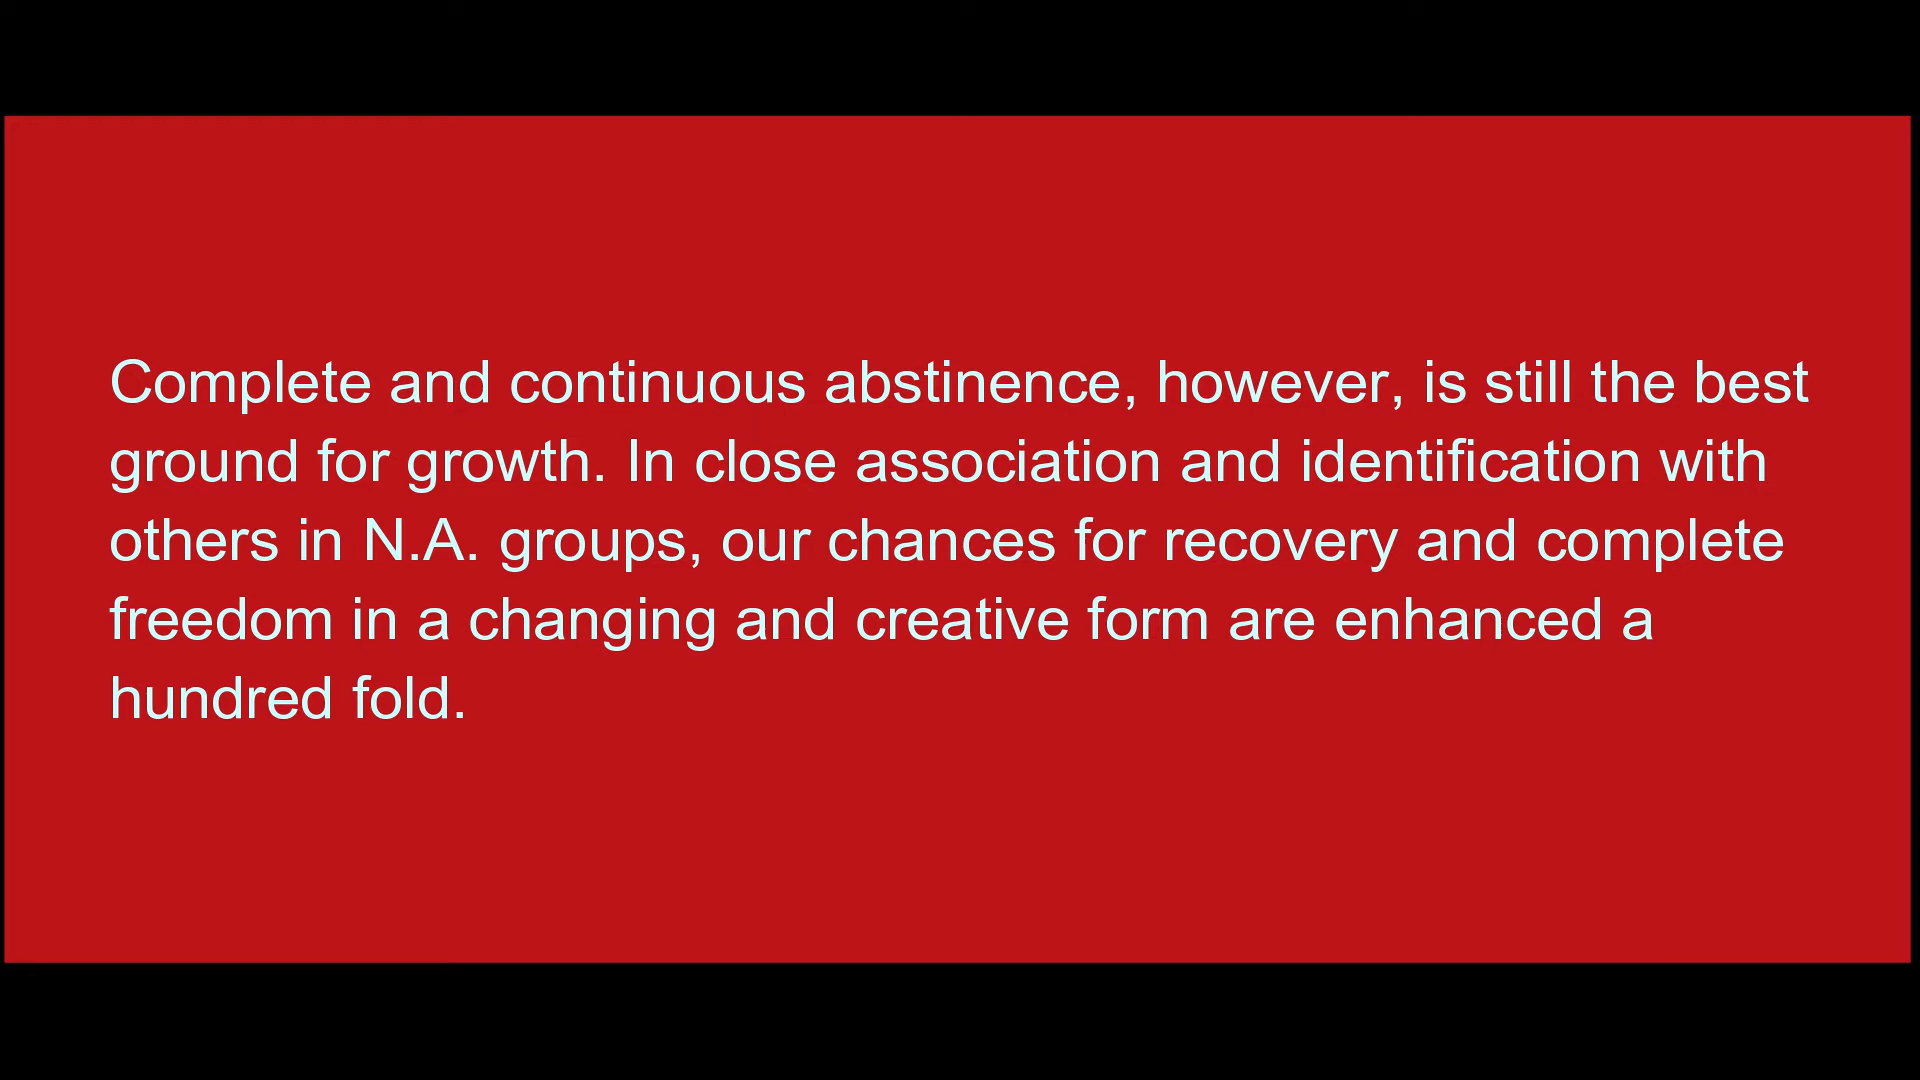 Complete and continuous abstinence, however, is still the best
ground for growth. In close association and identification with
others in N.A. groups, our chances for recovery and complete
freedom in a changing and creative form are enhanced a
hundred fold.